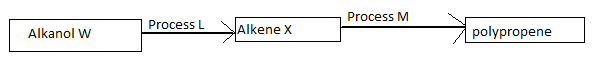 Alkanol W
Process L
Alkene X
Process M
polypropene